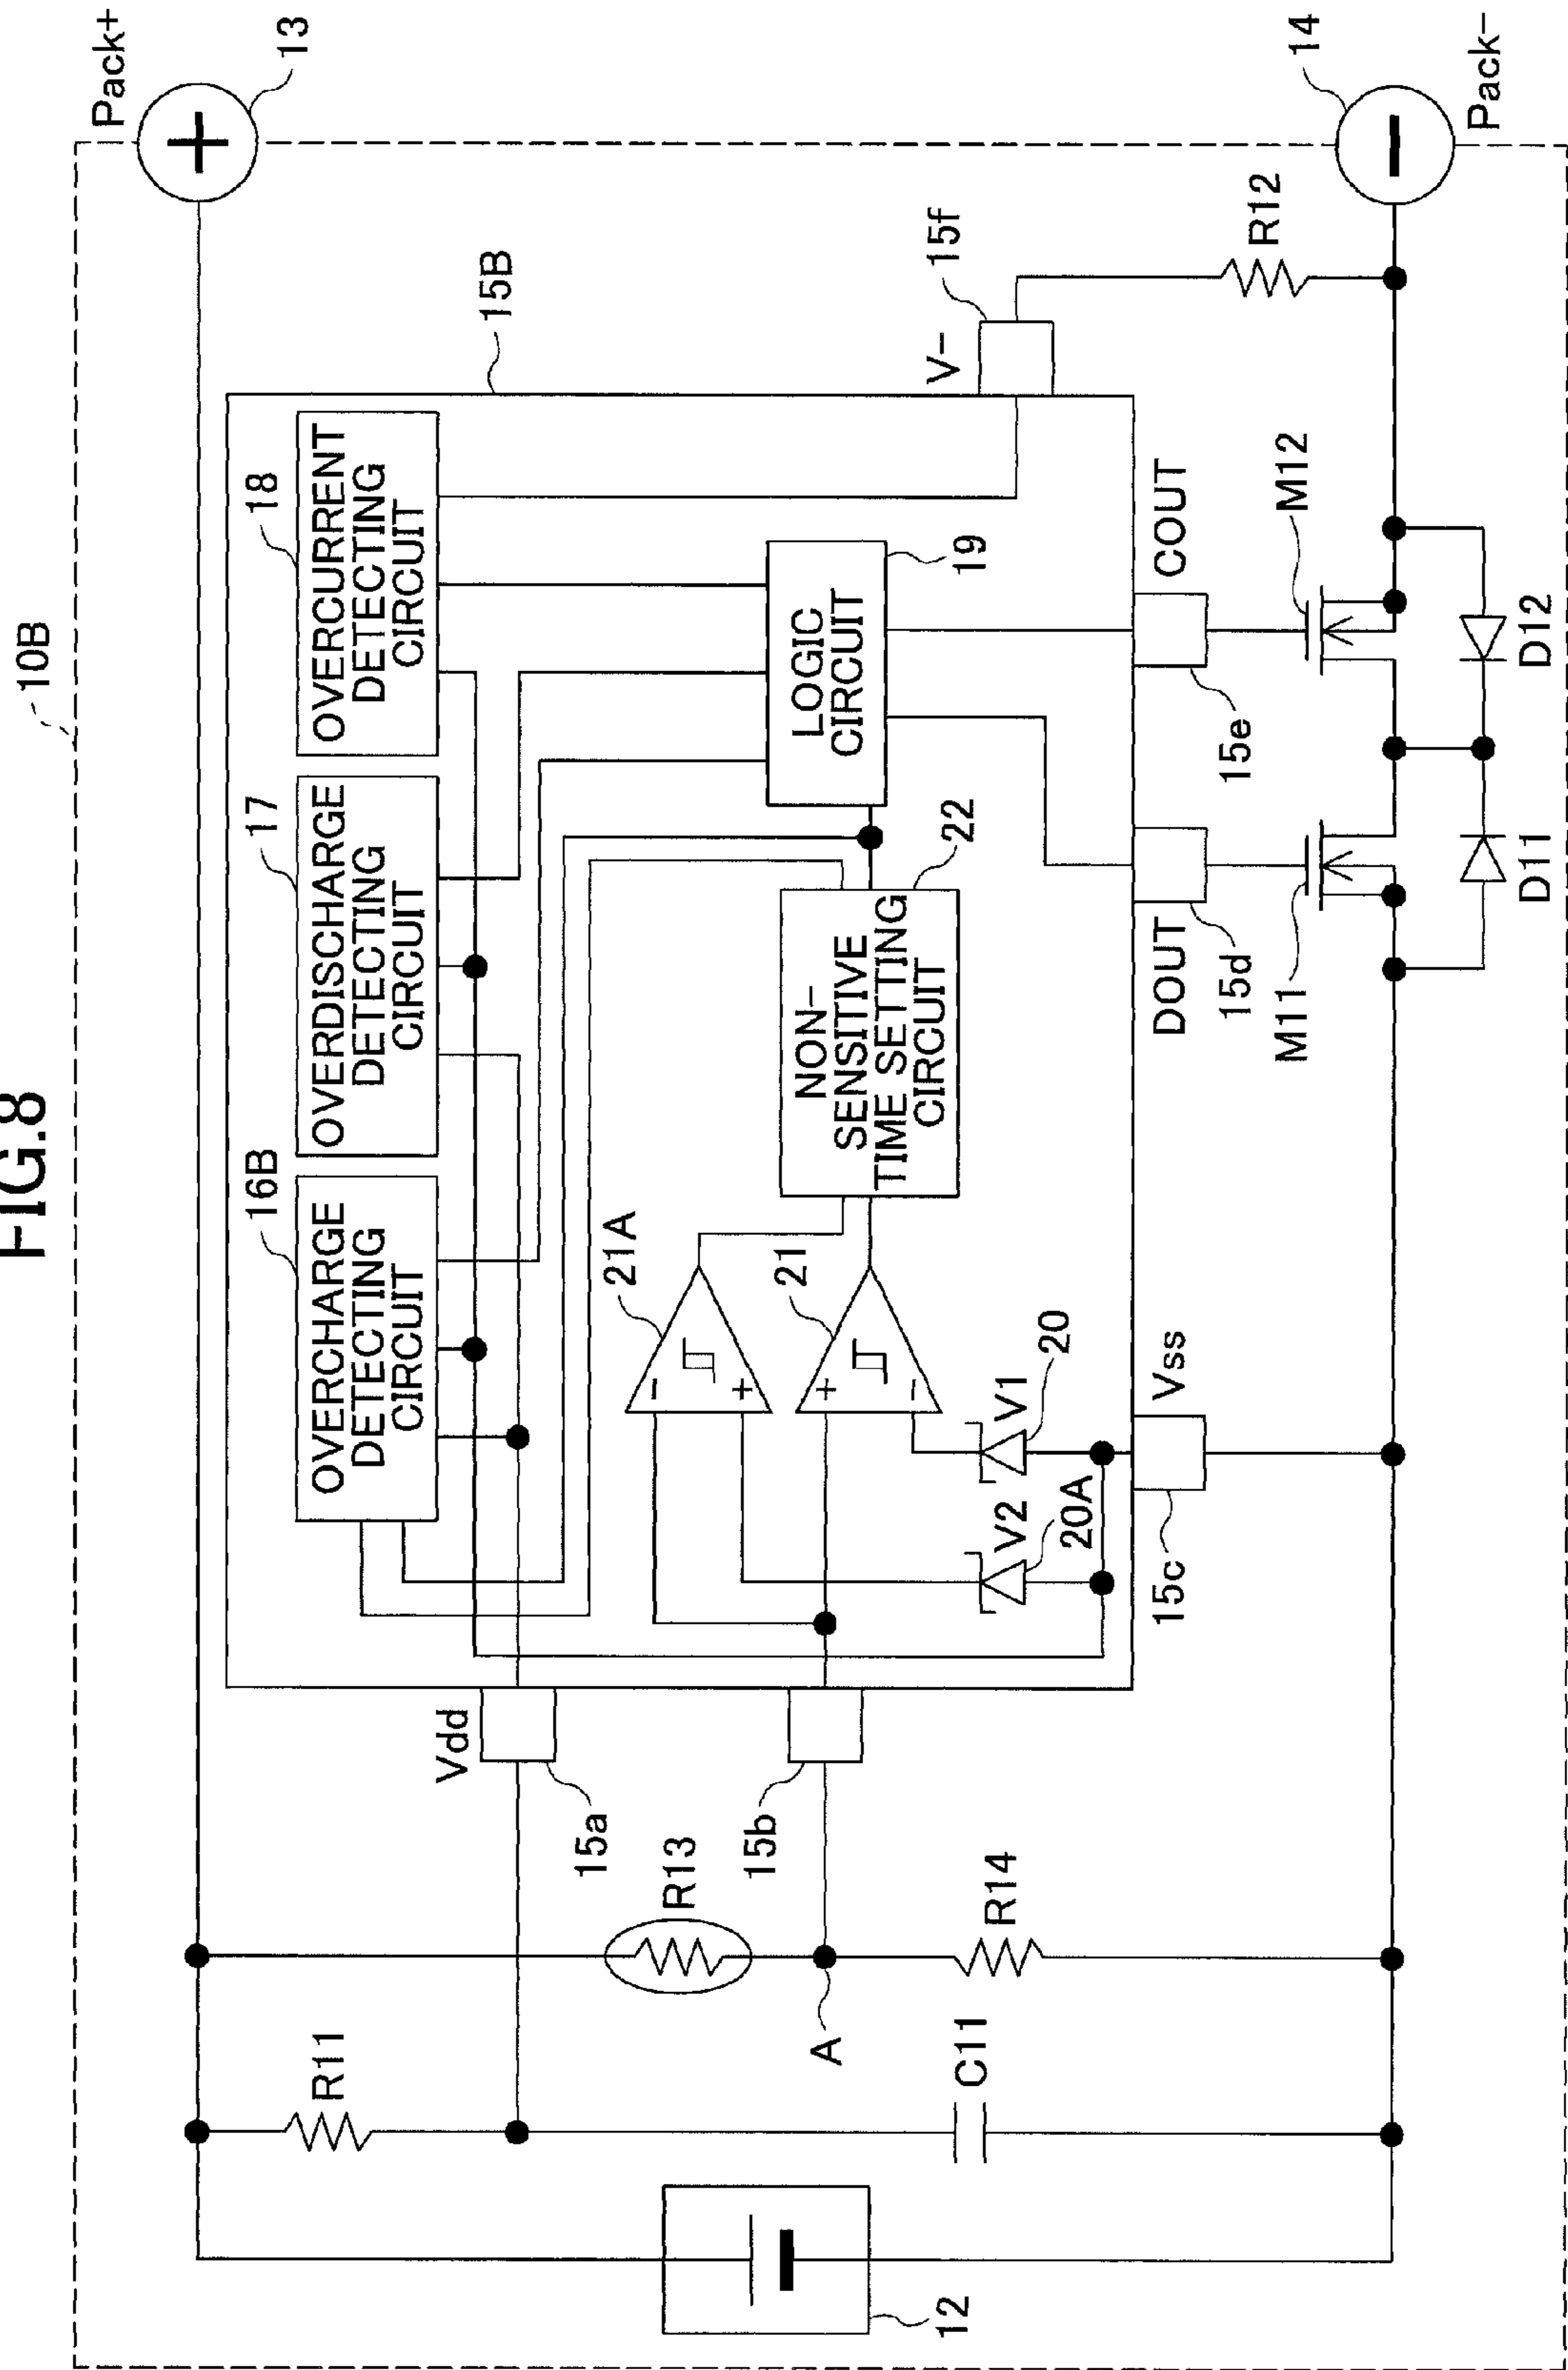 FIG.8
10B
Pack+
13
15B
16B
OVERCHARGE
DETECTING
CIRCUIT
17
OVERDISCHARGE
DETECTING
CIRCUIT
18
OVERCURRENT
DETECTING
CIRCUIT
R11
Vdd
15a
R13
21A
−
+
LOGIC
CIRCUIT
19
V−
15f
15b
A
21
+
−
NON−
SENSITIVE
TIME SETTING
CIRCUIT
22
12
C11
R14
V2
20A
V1
20
15c
Vss
DOUT
15d
15e
COUT
R12
14
Pack−
M11
M12
D11
D12